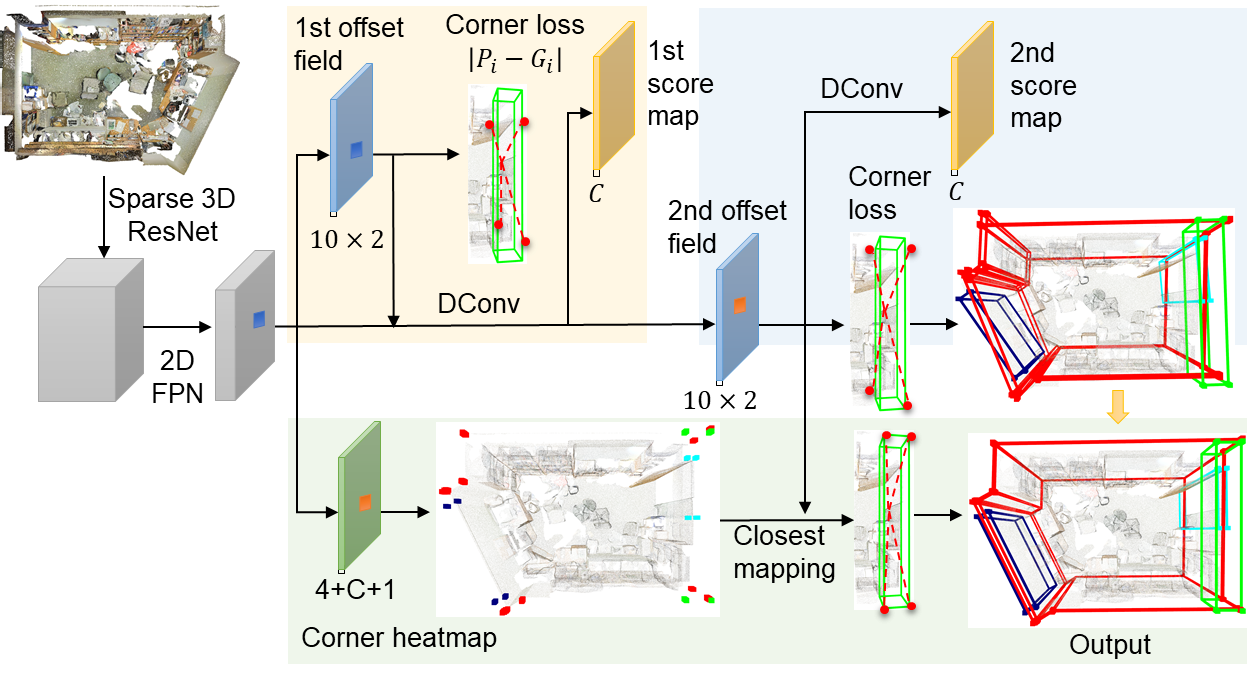 1st offset
field
Corner loss
|P_i − G_i|
1st
score
map
DConv
2nd
score
map
Sparse 3D
ResNet
10 × 2
C
C
Corner
loss
2nd offset
field
DConv
2D
FPN
10 × 2
Closest
mapping
4+C+1
Corner heatmap
Output